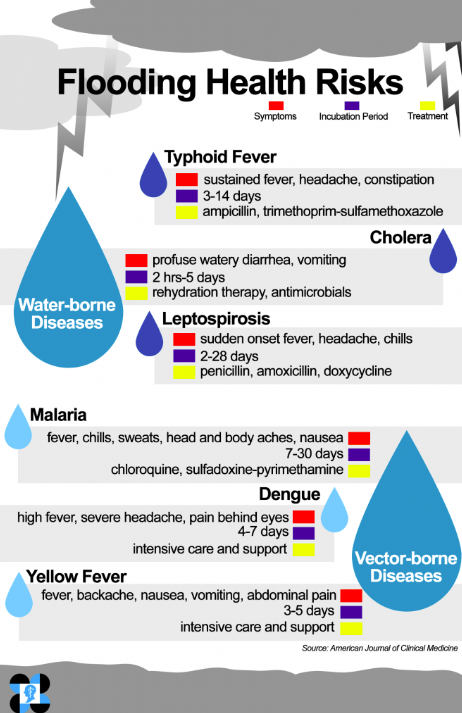 Flooding Health Risks
Symptoms
Incubation Period
Treatment
Typhoid Fever
sustained fever, headache, constipation
3-14 days
ampicillin, trimethoprim-sulfamethoxazole
Cholera
profuse watery diarrhea, vomiting
2 hrs-5 days
rehydration therapy, antimicrobials
Water-borne
Diseases
Leptospirosis
sudden onset fever, headache, chills
2-28 days
penicillin, amoxicillin, doxycycline
Malaria
fever, chills, sweats, head and body aches, nausea
7-30 days
chloroquine, sulfadoxine-pyrimethamine
Dengue
high fever, severe headache, pain behind eyes
4-7 days
intensive care and support
Vector-borne
Diseases
Yellow Fever
fever, backache, nausea, vomiting, abdominal pain
3-5 days
intensive care and support
Source: American Journal of Clinical Medicine